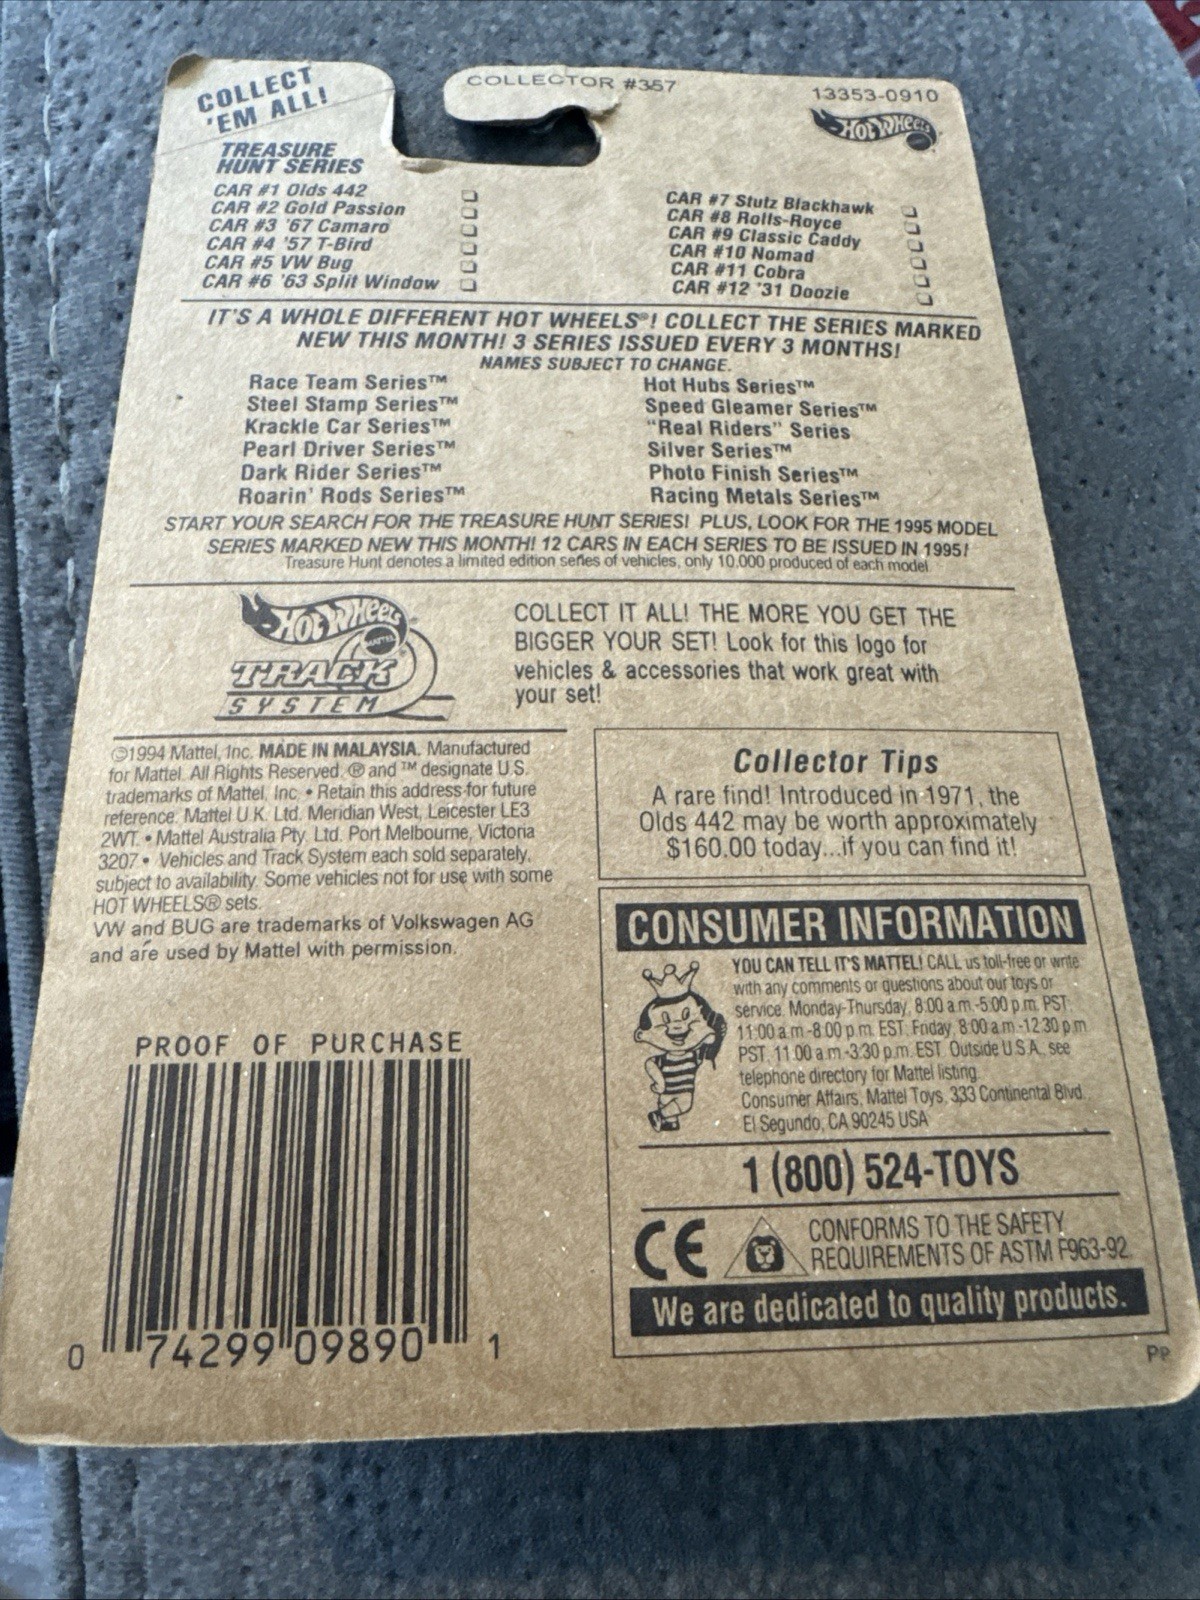 COLLECT
'EM ALL!
COLLECTOR #357
13353-0910
HOT WHEELS
TREASURE
HUNT SERIES
CAR #1 Olds 442
CAR #2 Gold Passion
CAR #3 '67 Camaro
CAR #4 '57 T-Bird
CAR #5 VW Bug
CAR #6 '63 Split Window
CAR #7 Stutz Blackhawk
CAR #8 Rolls-Royce
CAR #9 Classic Caddy
CAR #10 Nomad
CAR #11 Cobra
CAR #12 '31 Doozie
IT'S A WHOLE DIFFERENT HOT WHEELS®! COLLECT THE SERIES MARKED
NEW THIS MONTH! 3 SERIES ISSUED EVERY 3 MONTHS!
NAMES SUBJECT TO CHANGE.
Race Team Series™
Steel Stamp Series™
Krackle Car Series™
Pearl Driver Series™
Dark Rider Series™
Roarin' Rods Series™
Hot Hubs Series™
Speed Gleamer Series™
"Real Riders" Series
Silver Series™
Photo Finish Series™
Racing Metals Series™
START YOUR SEARCH FOR THE TREASURE HUNT SERIES! PLUS, LOOK FOR THE 1995 MODEL
SERIES MARKED NEW THIS MONTH! 12 CARS IN EACH SERIES TO BE ISSUED IN 1995!
Treasure Hunt denotes a limited edition series of vehicles, only 10,000 produced of each model
HOT WHEELS®
MATTEL
TRACK
SYSTEM
COLLECT IT ALL! THE MORE YOU GET THE
BIGGER YOUR SET! Look for this logo for
vehicles & accessories that work great with
your set!
©1994 Mattel, Inc. MADE IN MALAYSIA. Manufactured
for Mattel. All Rights Reserved. ® and ™ designate U.S.
trademarks of Mattel, Inc. • Retain this address for future
reference: Mattel U.K. Ltd. Meridian West, Leicester LE3
2WT. • Mattel Australia Pty. Ltd. Port Melbourne, Victoria
3207 • Vehicles and Track System each sold separately,
subject to availability. Some vehicles not for use with some
HOT WHEELS® sets.
VW and BUG are trademarks of Volkswagen AG
and are used by Mattel with permission.
Collector Tips
A rare find! Introduced in 1971, the
Olds 442 may be worth approximately
$160.00 today...if you can find it!
CONSUMER INFORMATION
YOU CAN TELL IT'S MATTEL! CALL us toll-free or write
with any comments or questions about our toys or
service. Monday-Thursday, 8:00 a.m.-5:00 p.m. PST
11:00 a.m.-8:00 p.m. EST. Friday, 8:00 a.m.-12:30 p.m.
PST, 11:00 a.m.-3:30 p.m. EST. Outside U.S.A., see
telephone directory for Mattel listing.
Consumer Affairs, Mattel Toys, 333 Continental Blvd.
El Segundo, CA 90245 USA
1 (800) 524-TOYS
CE
CONFORMS TO THE SAFETY
REQUIREMENTS OF ASTM F963-92.
We are dedicated to quality products.
PP
PROOF OF PURCHASE
0 74299 09890 1